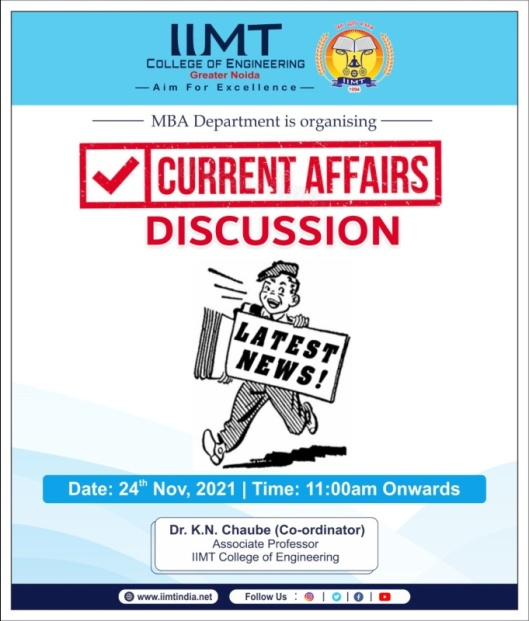 IIMT
COLLEGE OF ENGINEERING
Greater Noida
Aim For Excellence
IIMT
MBA Department is organising
CURRENT AFFAIRS
DISCUSSION
LATEST
NEWS!
Date: 24th Nov, 2021 | Time: 11:00am Onwards
Dr. K.N. Chaube (Co-ordinator)
Associate Professor
IIMT College of Engineering
www.iimtindia.net
Follow Us :